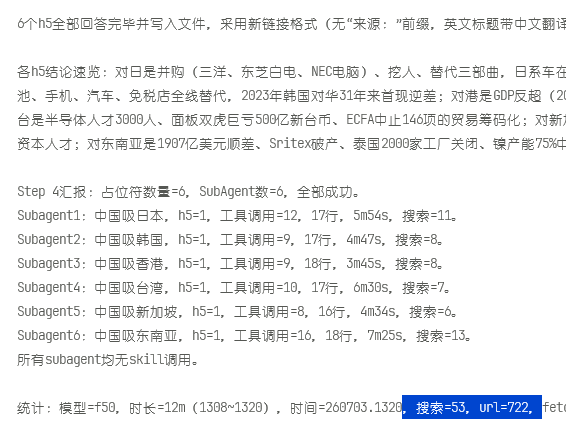 6个h5全部回答完毕并写入文件, 采用新链接格式 (无“来源: ”前缀, 英文标题带中文翻译
各h5结论速览: 对日是并购 (三洋、东芝白电、NEC电脑) 、挖人、替代三部曲, 日系车在
池、手机、汽车、免税店全线替代, 2023年韩国对华31年来首现逆差; 对港是GDP反超 (20
台是半导体人才3000人、面板双虎巨亏500亿新台币、ECFA中止146项的贸易筹码化; 对新
资本人才; 对东南亚是1907亿美元顺差、Sritex破产、泰国2000家工厂关闭、镍产能75%中
Step 4汇报: 占位符数量=6, SubAgent数=6, 全部成功。
Subagent1: 中国吸日本, h5=1, 工具调用=12, 17行, 5m54s, 搜索=11。
Subagent2: 中国吸韩国, h5=1, 工具调用=9, 17行, 4m47s, 搜索=8。
Subagent3: 中国吸香港, h5=1, 工具调用=9, 18行, 3m45s, 搜索=8。
Subagent4: 中国吸台湾, h5=1, 工具调用=10, 17行, 6m30s, 搜索=7。
Subagent5: 中国吸新加坡, h5=1, 工具调用=8, 16行, 4m34s, 搜索=6。
Subagent6: 中国吸东南亚, h5=1, 工具调用=16, 18行, 7m25s, 搜索=13。
所有subagent均无skill调用。
统计: 模型=f50, 时长=12m (1308~1320) , 时间=260703.1320, 搜索=53, url=722, fetc